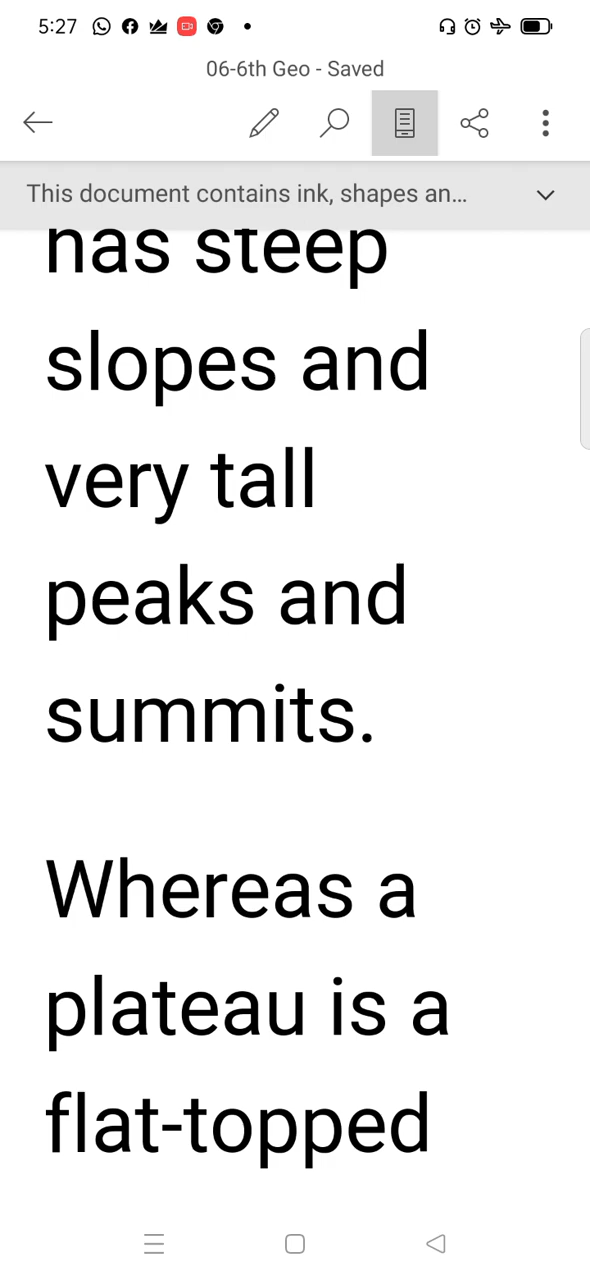 5:27
06-6th Geo - Saved
This document contains ink, shapes an...
has steep
slopes and
very tall
peaks and
summits.
Whereas a
plateau is a
flat-topped